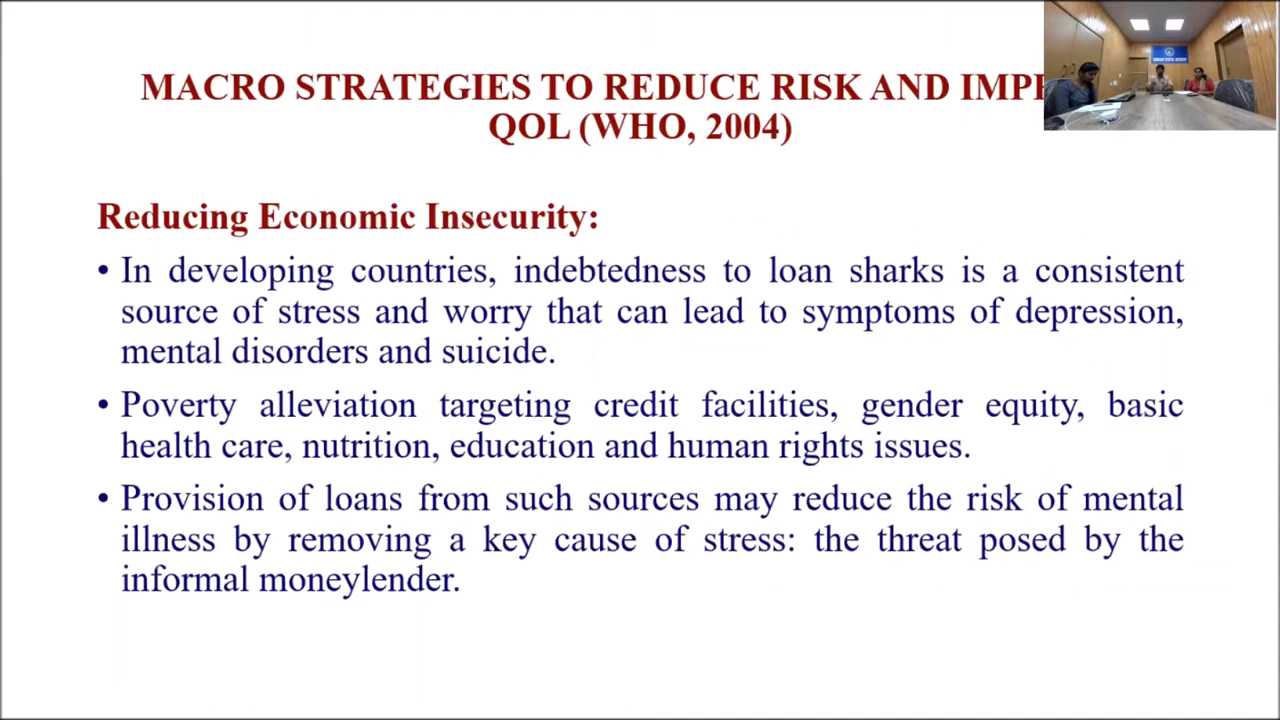 MACRO STRATEGIES TO REDUCE RISK AND
QOL (WHO, 2004)
Reducing Economic Insecurity:
• In developing countries, indebtedness to loan sharks is a consistent
source of stress and worry that can lead to symptoms of depression,
mental disorders and suicide.
• Poverty alleviation targeting credit facilities, gender equity, basic
health care, nutrition, education and human rights issues.
• Provision of loans from such sources may reduce the risk of mental
illness by removing a key cause of stress: the threat posed by the
informal moneylender.